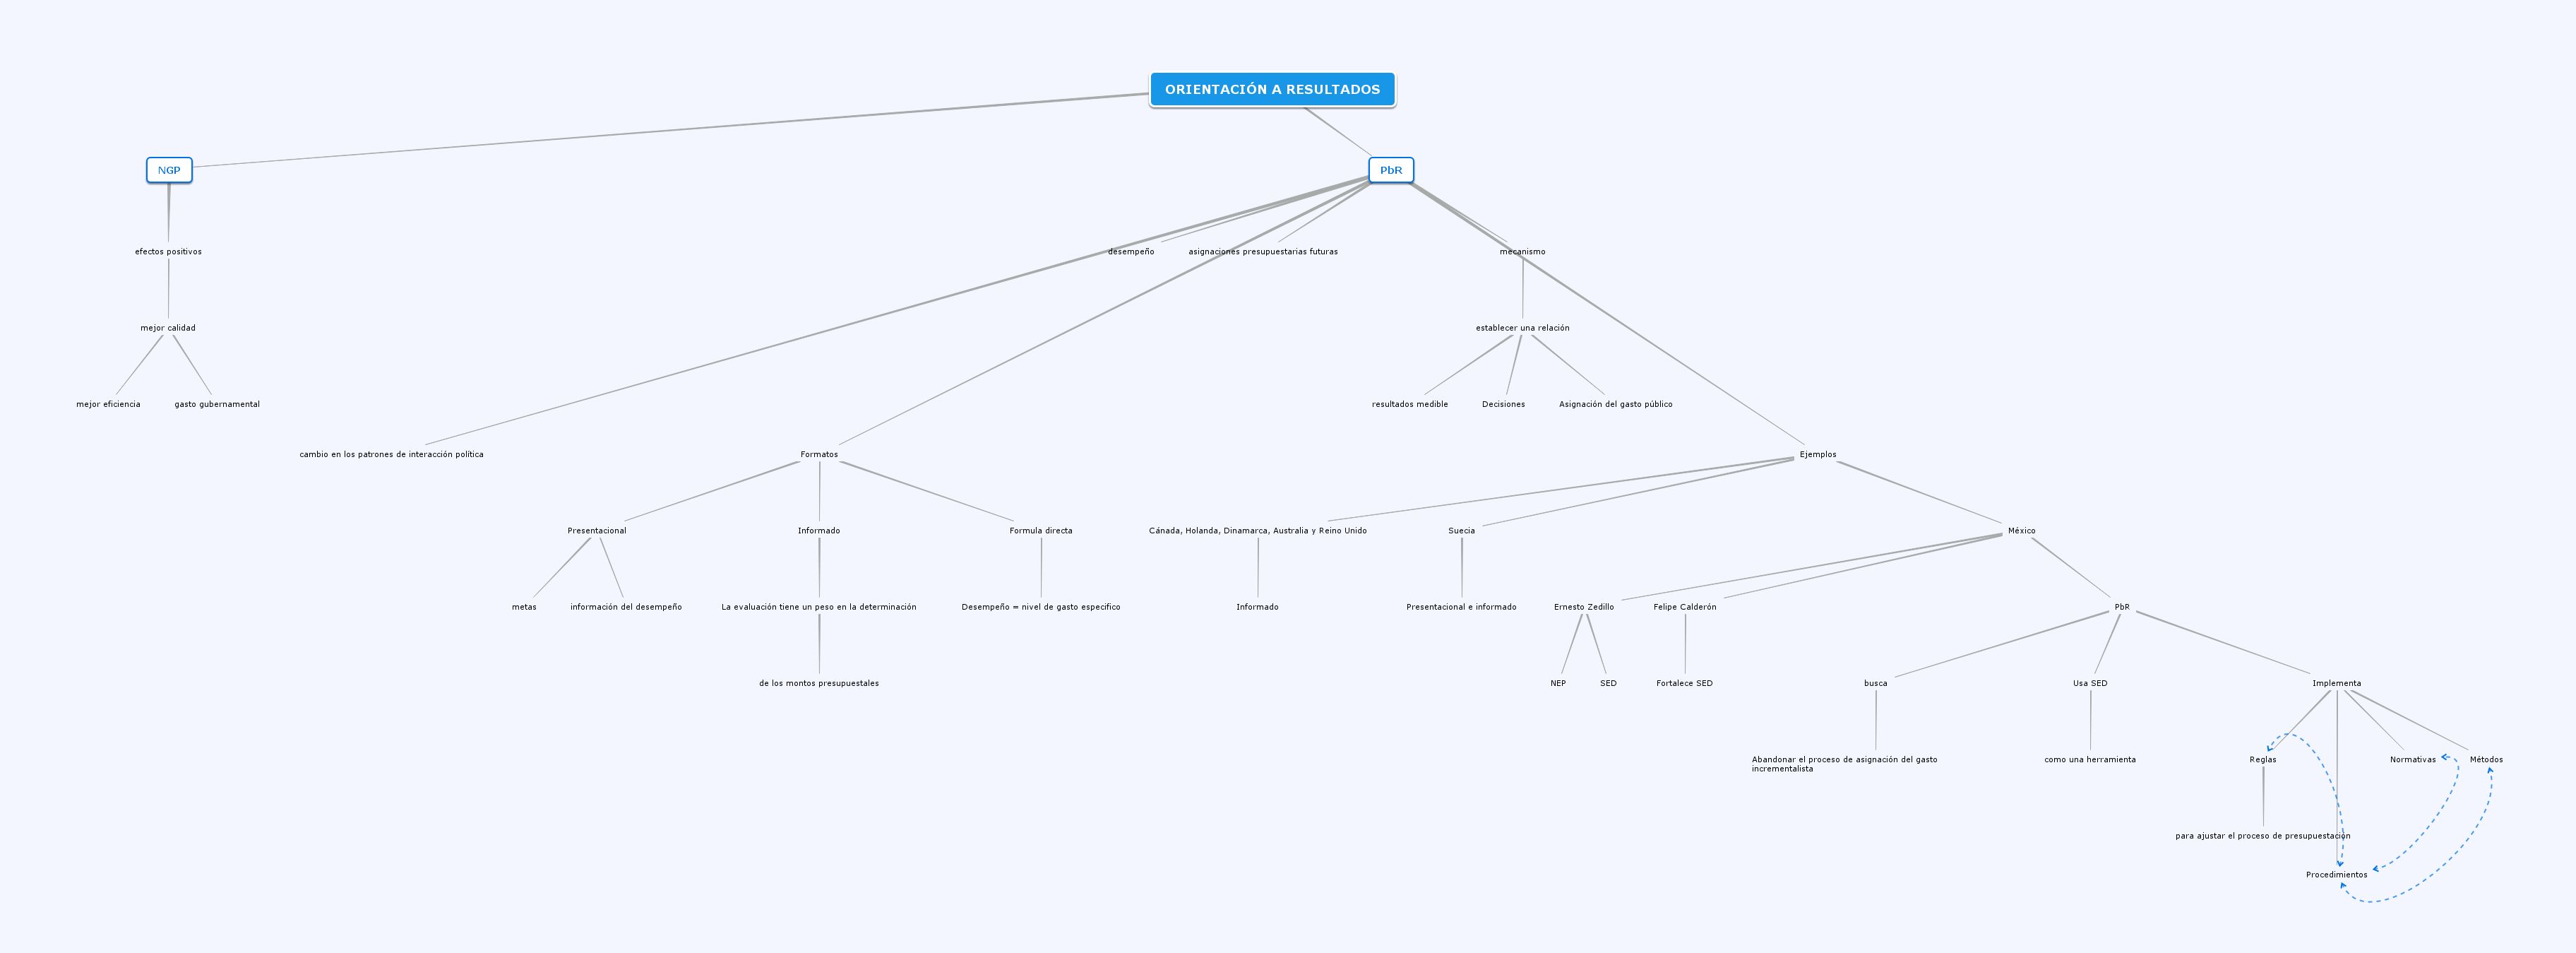 ORIENTACIÓN A RESULTADOS
NGP
PbR
efectos positivos
desempeño
asignaciones presupuestarias futuras
mecanismo
mejor calidad
establecer una relación
mejor eficiencia
gasto gubernamental
resultados medible
Decisiones
Asignación del gasto público
cambio en los patrones de interacción política
Formatos
Ejemplos
Presentacional
Informado
Formula directa
Cánada, Holanda, Dinamarca, Australia y Reino Unido
Suecia
México
metas
información del desempeño
La evaluación tiene un peso en la determinación
Desempeño = nivel de gasto especifico
Informado
Presentacional e informado
Ernesto Zedillo
Felipe Calderón
PbR
de los montos presupuestales
NEP
SED
Fortalece SED
busca
Usa SED
Implementa
Abandonar el proceso de asignación del gasto
incrementalista
como una herramienta
Reglas
Normativas
Métodos
para ajustar el proceso de presupuestación
Procedimientos